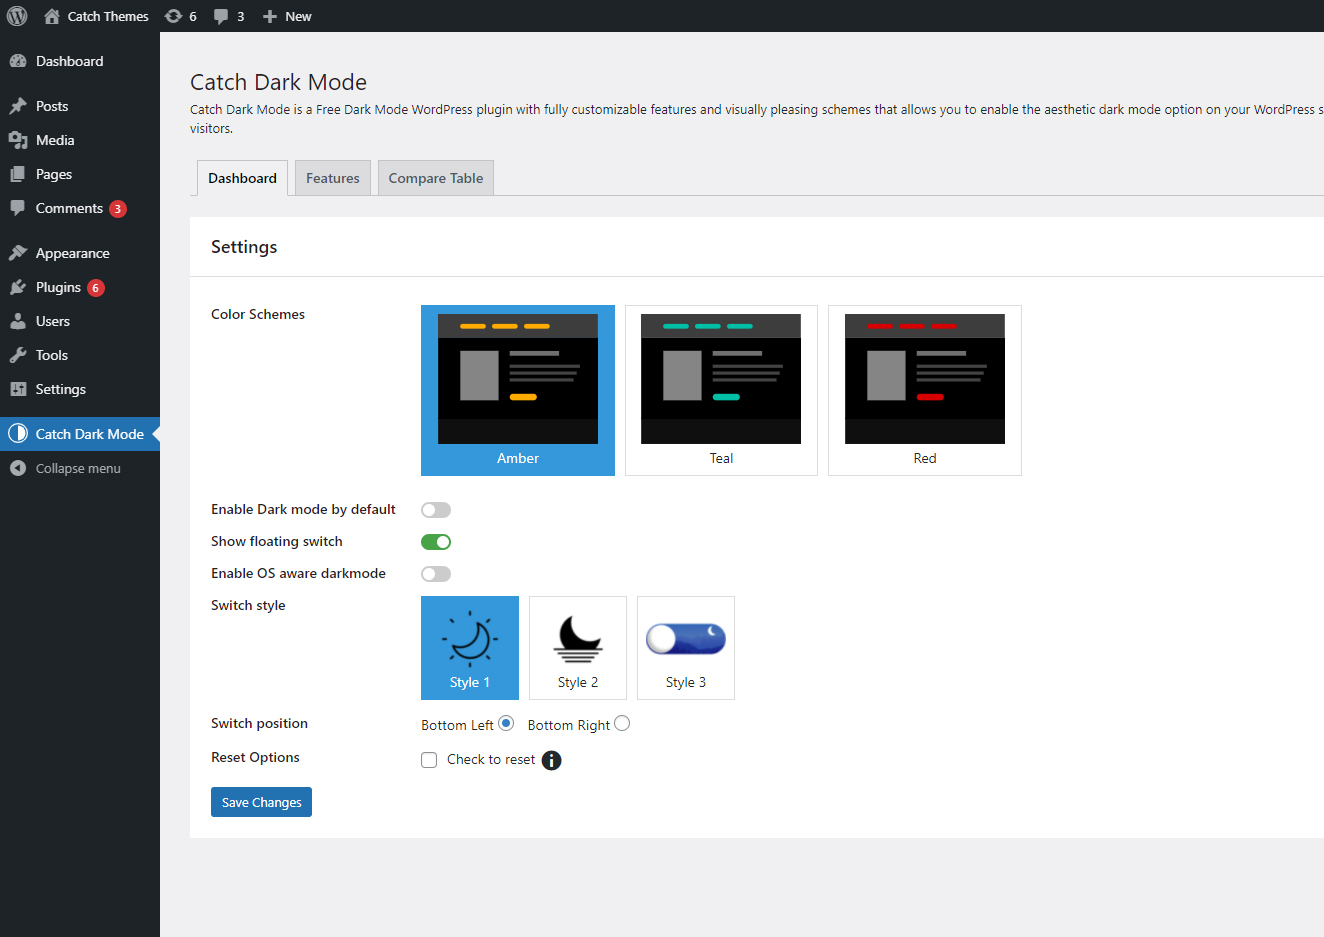 Catch Themes 6 3 New
Dashboard
Posts
Media
Pages
Comments 3
Appearance
Plugins 6
Users
Tools
Settings
Catch Dark Mode
Collapse menu
Catch Dark Mode
Catch Dark Mode is a Free Dark Mode WordPress plugin with fully customizable features and visually pleasing schemes that allows you to enable the aesthetic dark mode option on your WordPress s
visitors.
Dashboard Features Compare Table
Settings
Color Schemes
Amber Teal Red
Enable Dark mode by default
Show floating switch
Enable OS aware darkmode
Switch style
Style 1 Style 2 Style 3
Switch position Bottom Left Bottom Right
Reset Options Check to reset
Save Changes